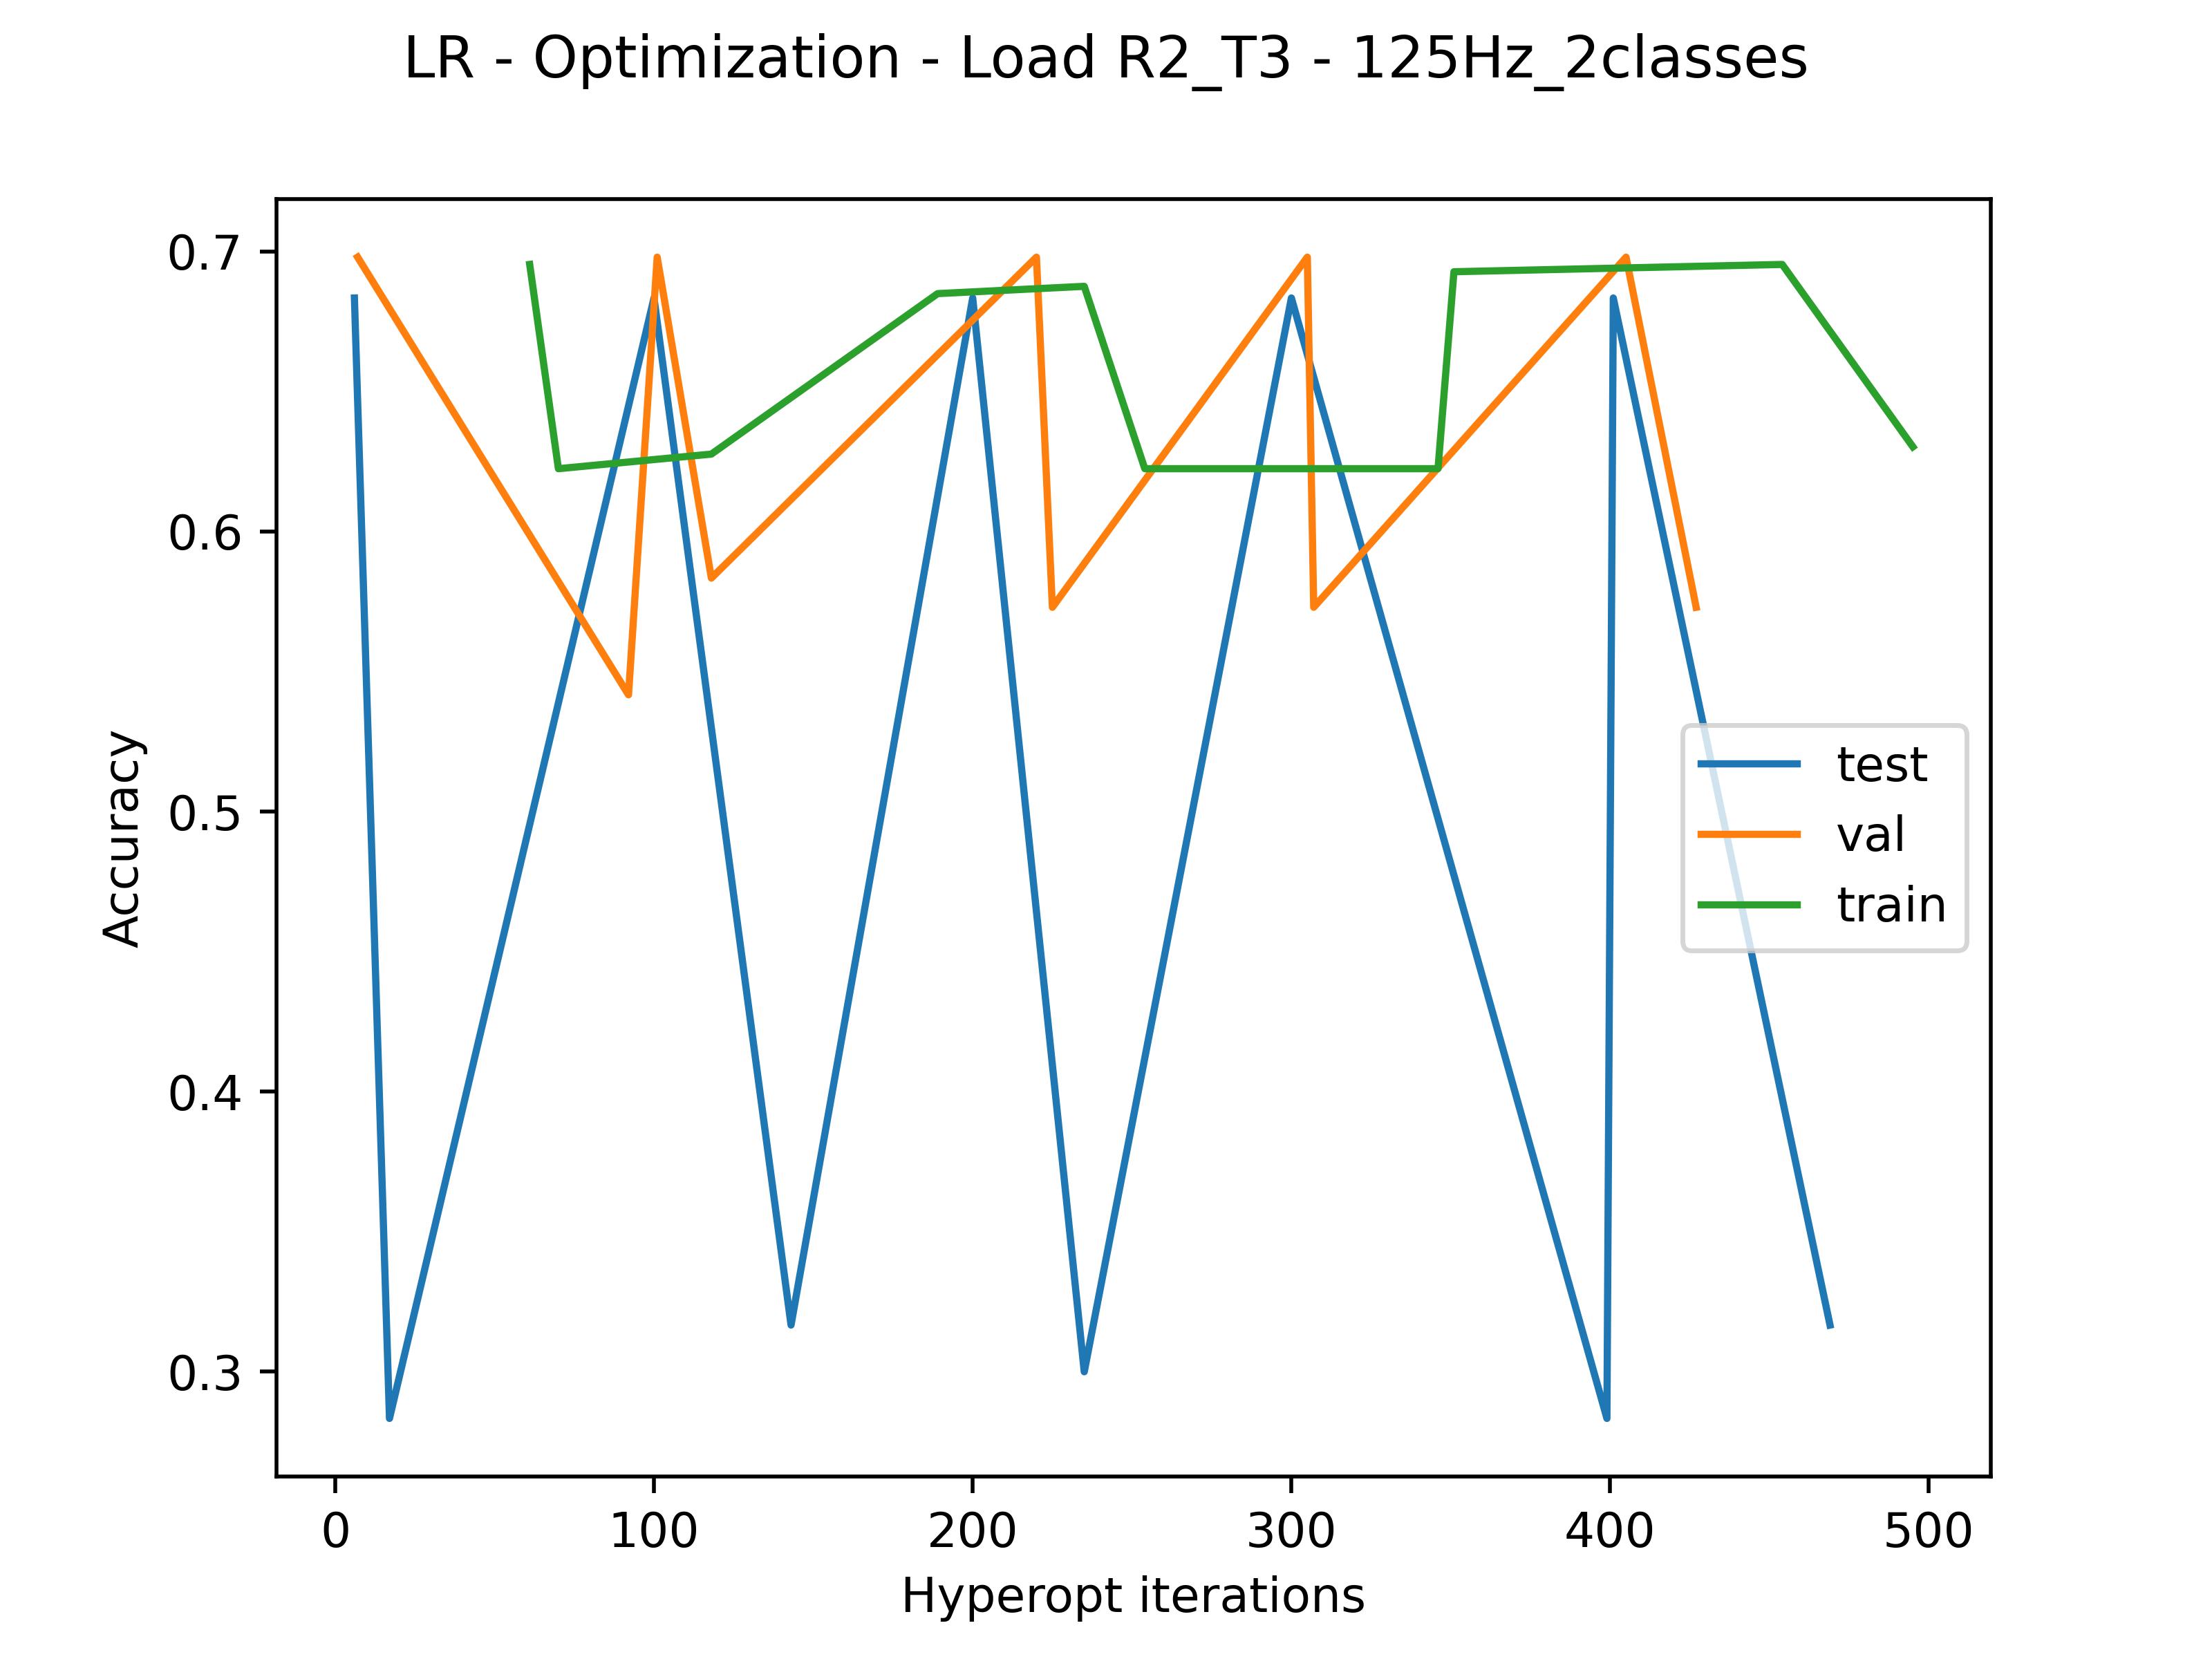 LR - Optimization - Load R2_T3 - 125Hz_2classes
Accuracy
0.7
0.6
0.5
0.4
0.3
test
val
train
0 100 200 300 400 500
Hyperopt iterations